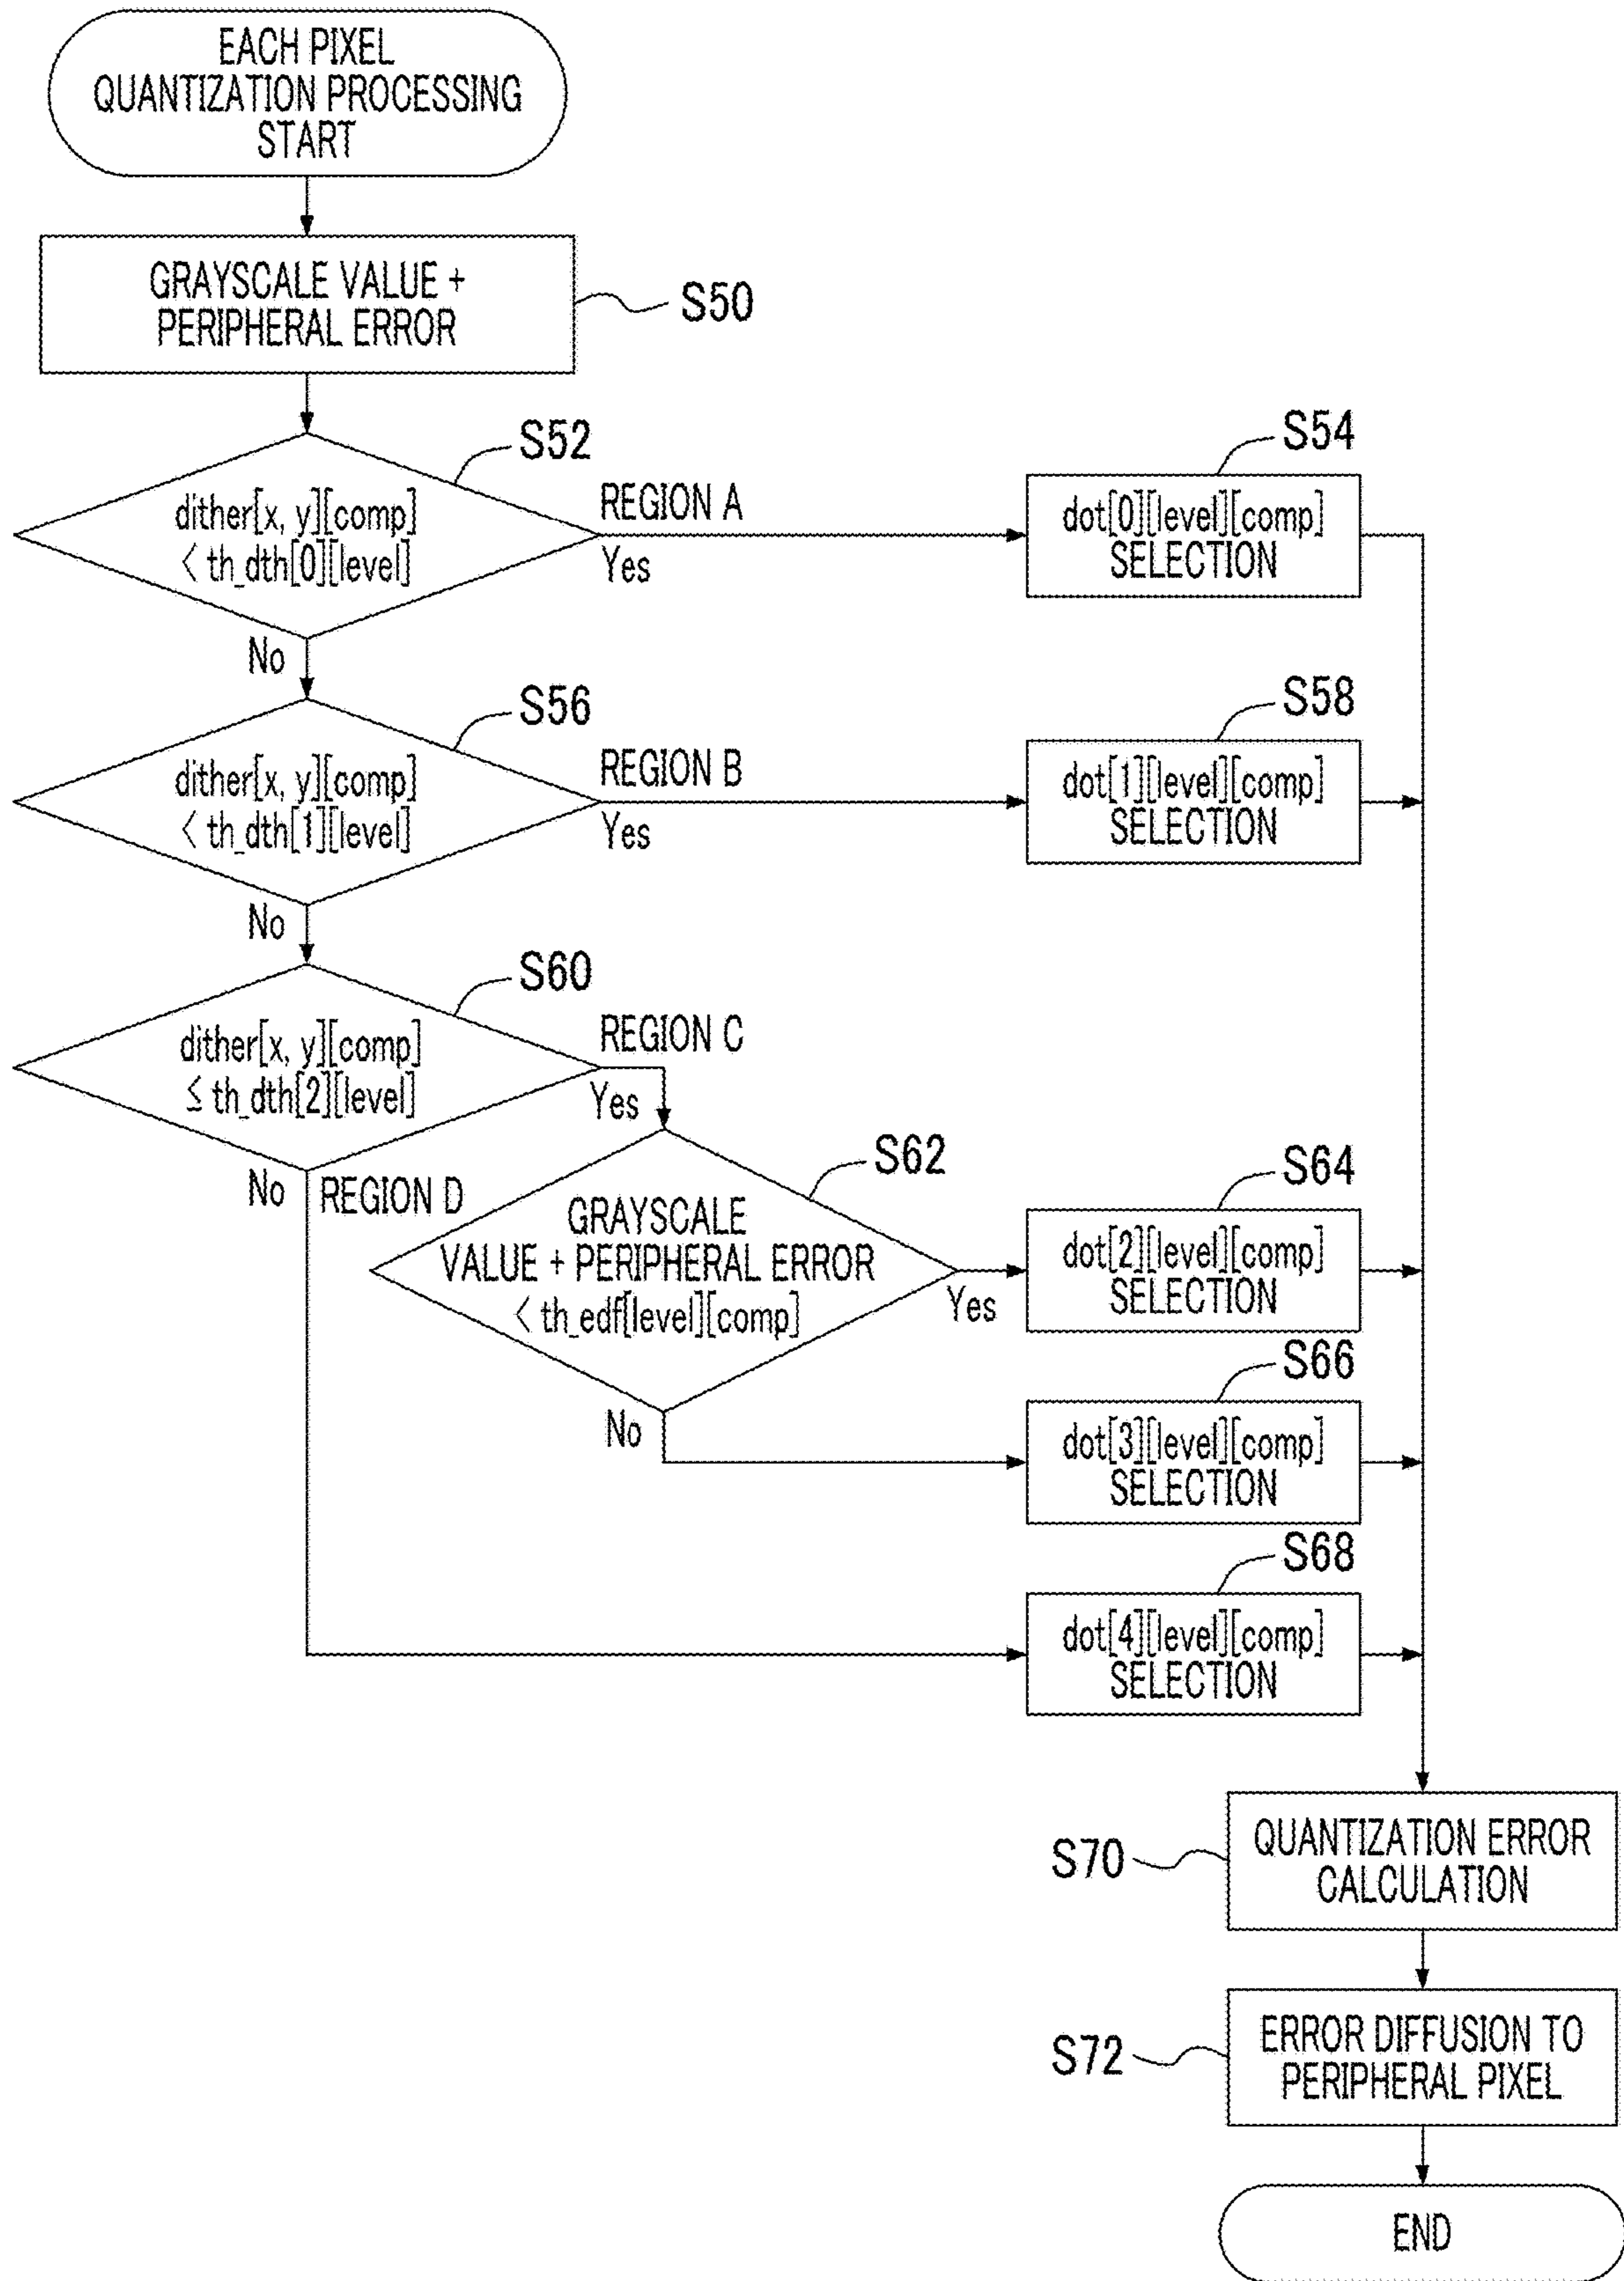 EACH PIXEL
QUANTIZATION PROCESSING
START
GRAYSCALE VALUE +
PERIPHERAL ERROR
S50
S52
dither[x, y][comp]
< th_dth[0][level]
REGION A
Yes
No
S54
dot[0][level][comp]
SELECTION
S56
dither[x, y][comp]
< th_dth[1][level]
REGION B
Yes
No
S58
dot[1][level][comp]
SELECTION
S60
dither[x, y][comp]
≤ th_dth[2][level]
REGION C
Yes
No
REGION D
S62
GRAYSCALE
VALUE + PERIPHERAL ERROR
< th_edf[level][comp]
Yes
No
S64
dot[2][level][comp]
SELECTION
S66
dot[3][level][comp]
SELECTION
S68
dot[4][level][comp]
SELECTION
S70
QUANTIZATION ERROR
CALCULATION
S72
ERROR DIFFUSION TO
PERIPHERAL PIXEL
END